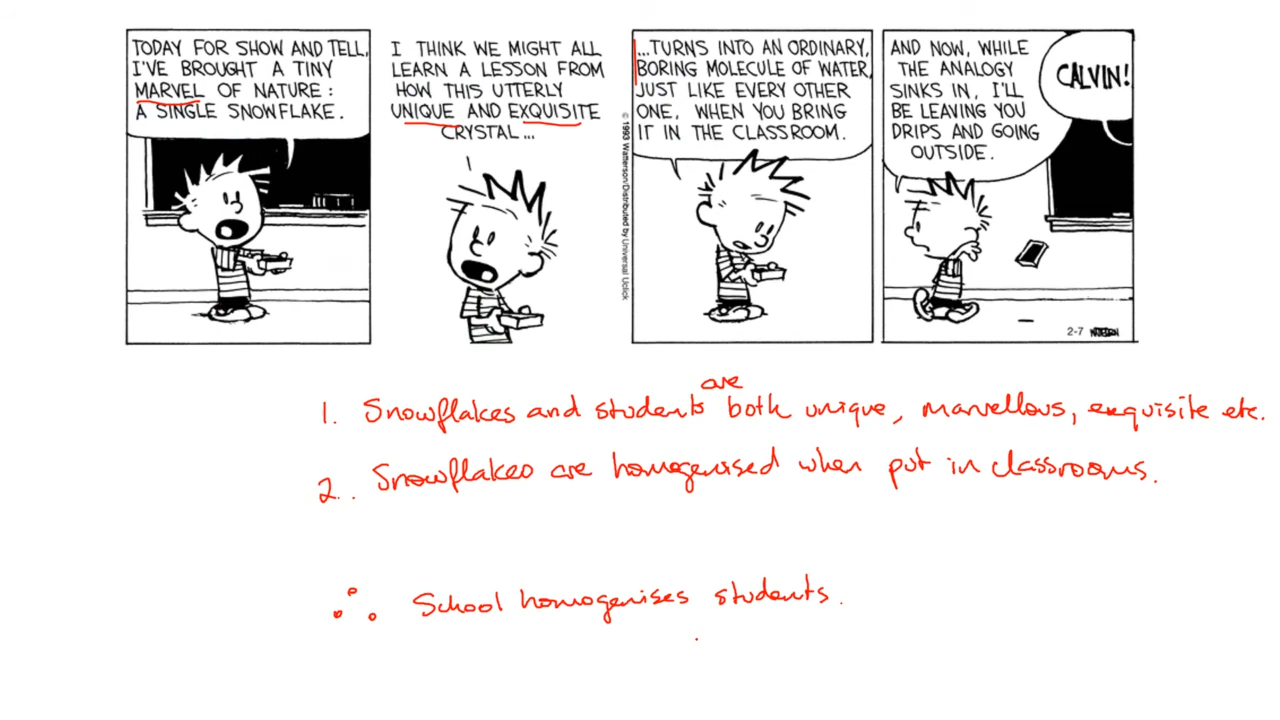 TODAY FOR SHOW AND TELL,
I'VE BROUGHT A TINY
MARVEL OF NATURE:
A SINGLE SNOWFLAKE.
I THINK WE MIGHT ALL
LEARN A LESSON FROM
HOW THIS UTTERLY
UNIQUE AND EXQUISITE
CRYSTAL...
© 1993 Watterson/Distributed by Universal Uclick
...TURNS INTO AN ORDINARY,
BORING MOLECULE OF WATER,
JUST LIKE EVERY OTHER
ONE, WHEN YOU BRING
IT IN THE CLASSROOM.
AND NOW, WHILE
THE ANALOGY
SINKS IN, I'LL
BE LEAVING YOU
DRIPS AND GOING
OUTSIDE.
CALVIN!
2-7 WATTERSON
are
1. Snowflakes and students both unique, marvellous, exquisite etc.
2. Snowflakes are homogenised when put in classrooms.
∴ School homogenises students.